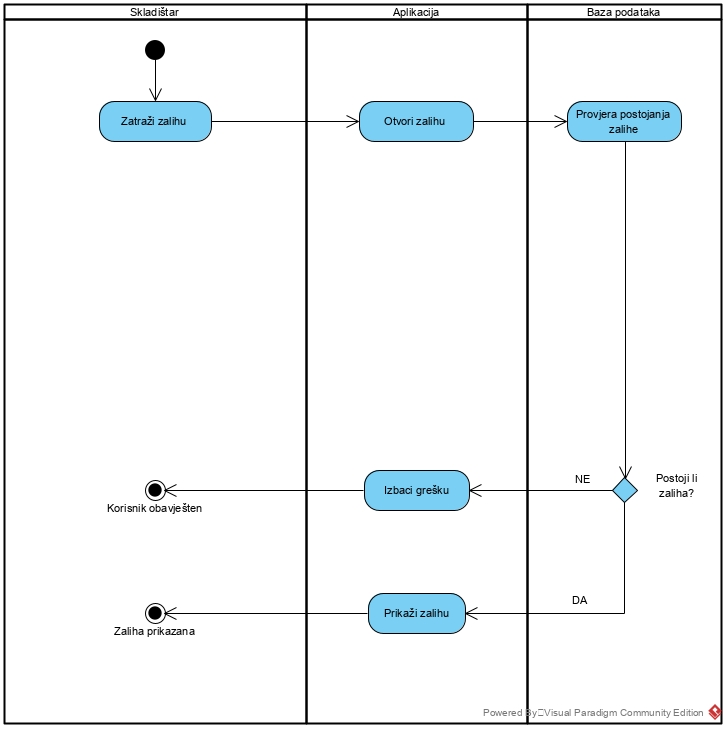 Skladištar
Aplikacija
Baza podataka
Zatraži zalihu
Otvori zalihu
Provjera postojanja
zalihe
NE
Postoji li
zaliha?
Izbaci grešku
Korisnik obavješten
DA
Prikaži zalihu
Zaliha prikazana
Powered By Visual Paradigm Community Edition